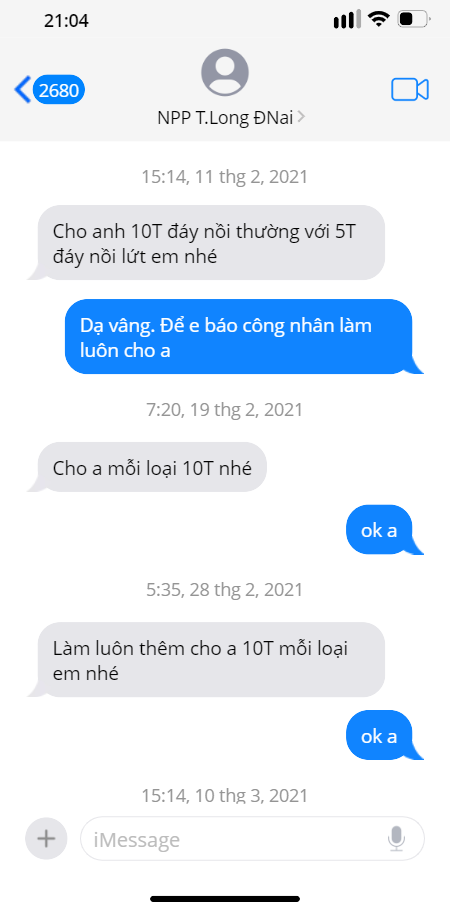 21:04
2680
NPP T.Long ĐNai
15:14, 11 thg 2, 2021
Cho anh 10T đáy nồi thường với 5T
đáy nồi lứt em nhé
Dạ vâng. Để e báo công nhân làm
luôn cho a
7:20, 19 thg 2, 2021
Cho a mỗi loại 10T nhé
ok a
5:35, 28 thg 2, 2021
Làm luôn thêm cho a 10T mỗi loại
em nhé
ok a
15:14, 10 thg 3, 2021
iMessage